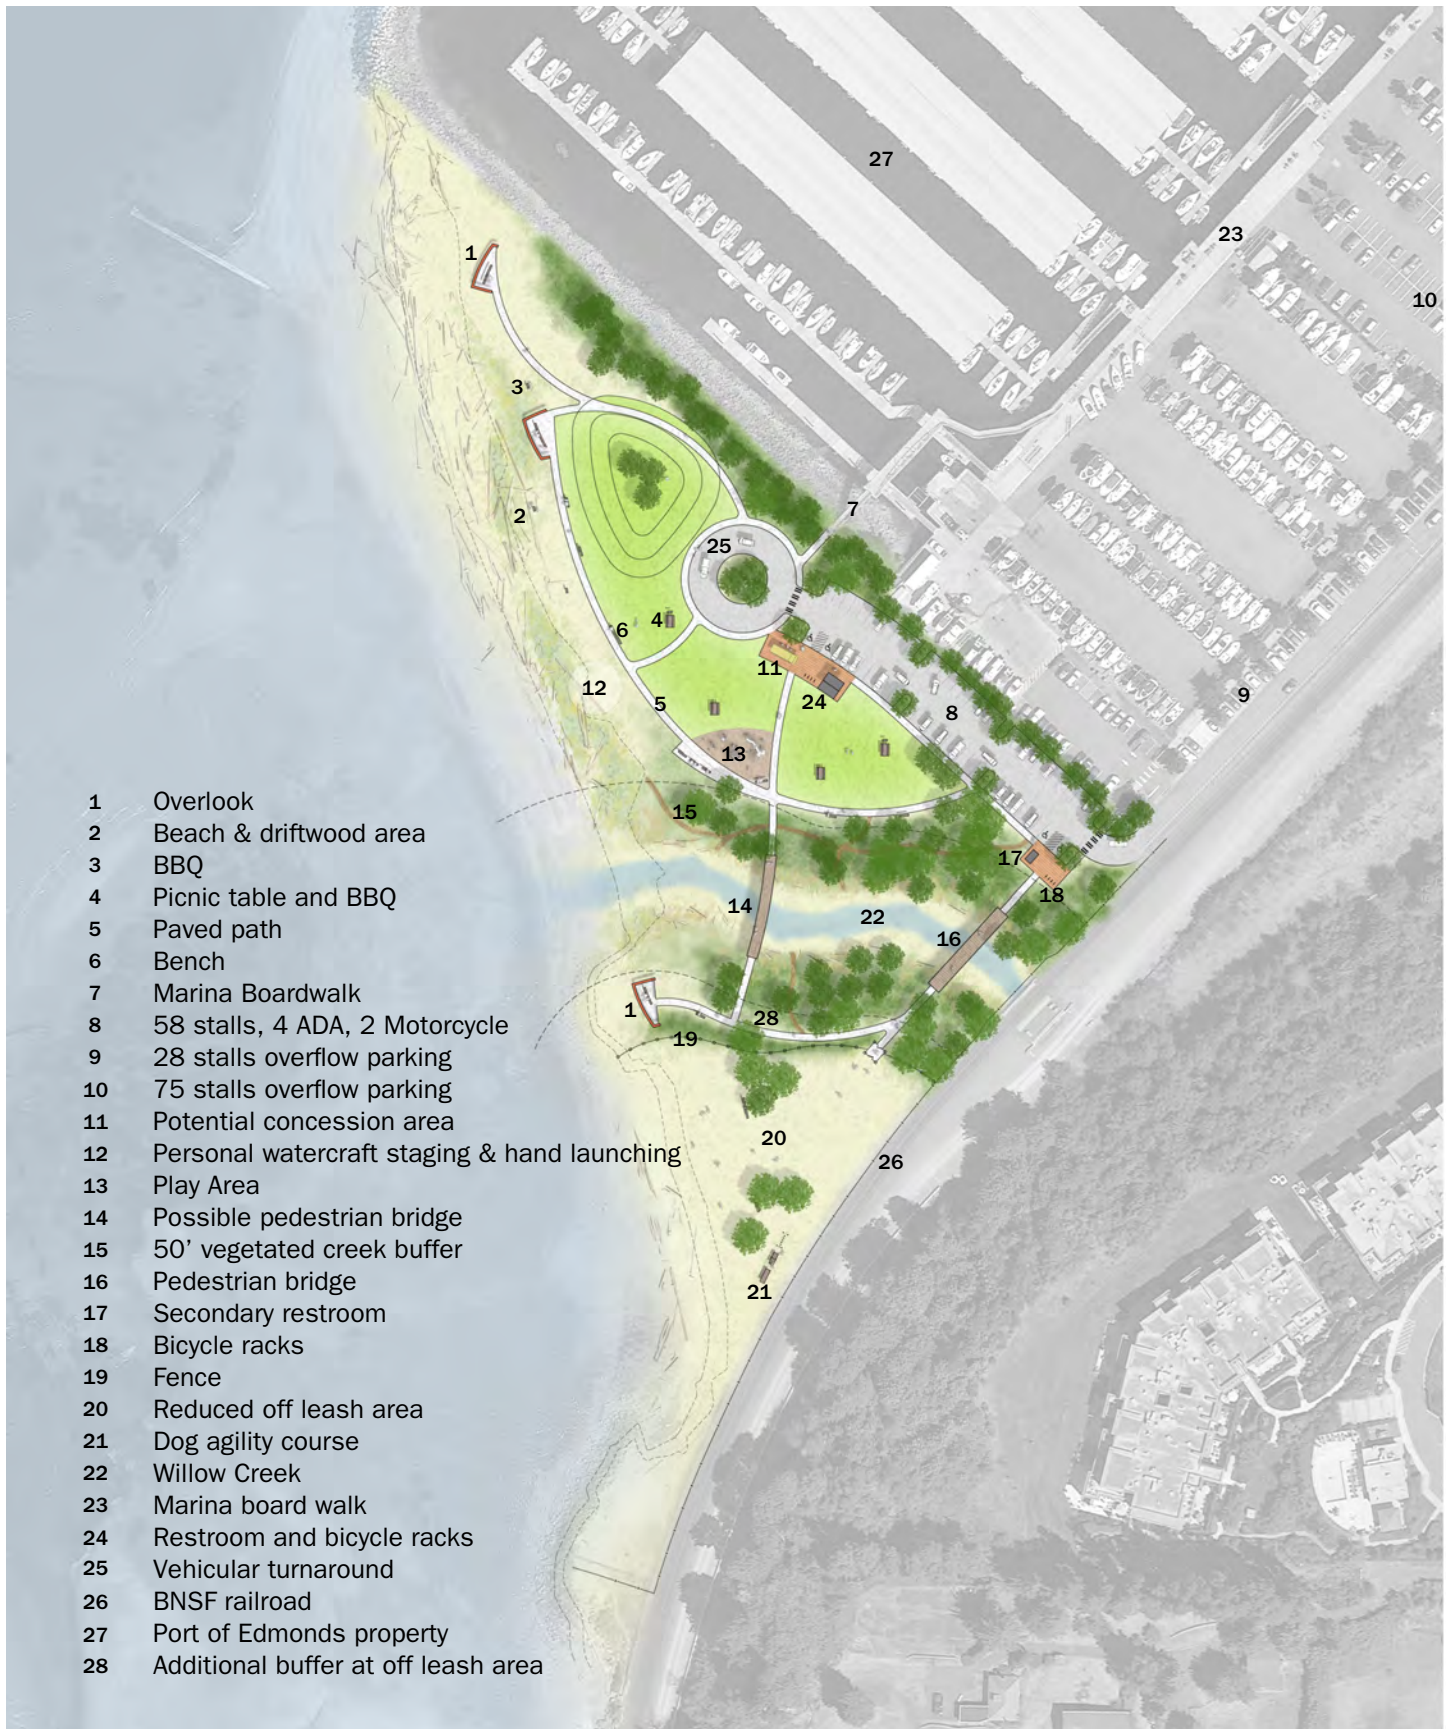 27
23
1
10
3
2
7
25
4
6
11
12
24
9
5
8
13
15
17
18
14
22
16
1
28
19
20
26
21
1 Overlook
2 Beach & driftwood area
3 BBQ
4 Picnic table and BBQ
5 Paved path
6 Bench
7 Marina Boardwalk
8 58 stalls, 4 ADA, 2 Motorcycle
9 28 stalls overflow parking
10 75 stalls overflow parking
11 Potential concession area
12 Personal watercraft staging & hand launching
13 Play Area
14 Possible pedestrian bridge
15 50’ vegetated creek buffer
16 Pedestrian bridge
17 Secondary restroom
18 Bicycle racks
19 Fence
20 Reduced off leash area
21 Dog agility course
22 Willow Creek
23 Marina board walk
24 Restroom and bicycle racks
25 Vehicular turnaround
26 BNSF railroad
27 Port of Edmonds property
28 Additional buffer at off leash area